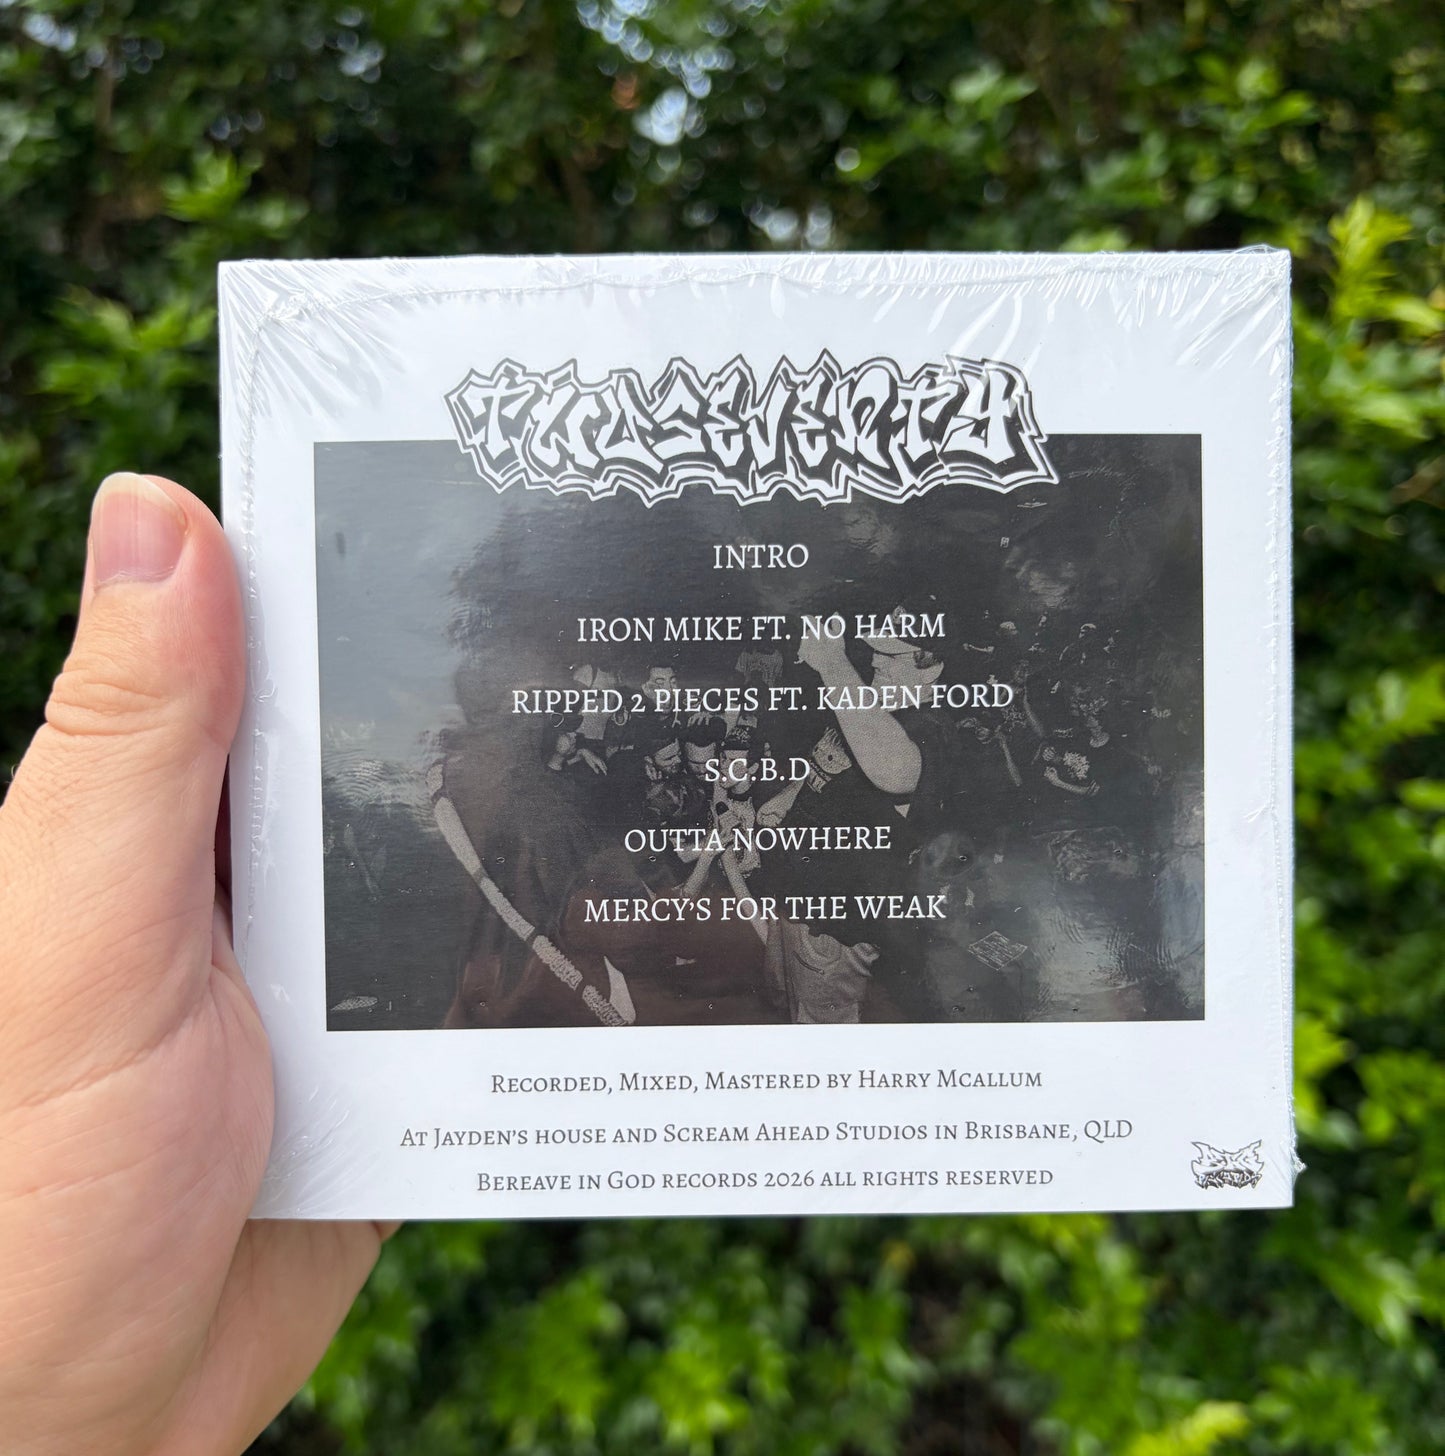 TWOSEVENTY
INTRO
IRON MIKE FT. NO HARM
RIPPED 2 PIECES FT. KADEN FORD
S.C.B.D
OUTTA NOWHERE
MERCY'S FOR THE WEAK
RECORDED, MIXED, MASTERED BY HARRY MCALLUM
AT JAYDEN'S HOUSE AND SCREAM AHEAD STUDIOS IN BRISBANE, QLD
BEREAVE IN GOD RECORDS 2026 ALL RIGHTS RESERVED